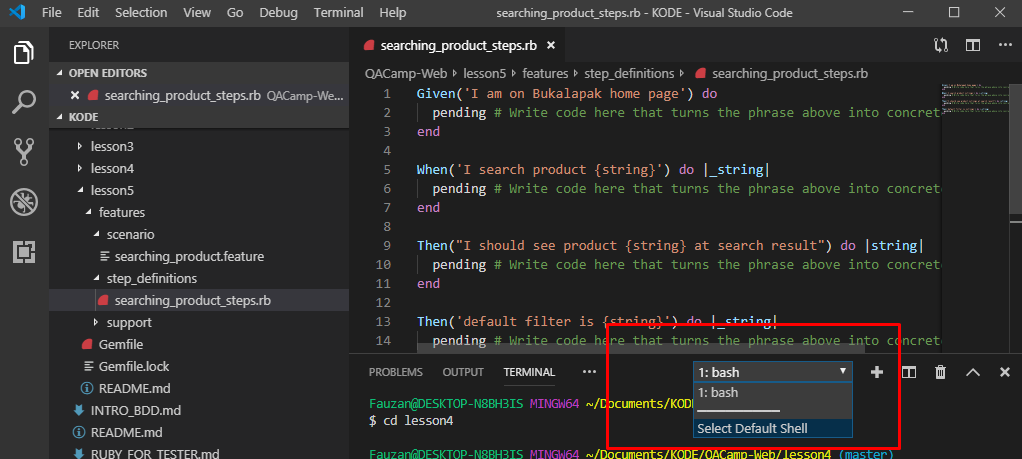 File Edit Selection View Go Debug Terminal Help searching_product_steps.rb - KODE - Visual Studio Code
EXPLORER
OPEN EDITORS
searching_product_steps.rb QACamp-We...
KODE
lesson3
lesson4
lesson5
features
scenario
searching_product.feature
step_definitions
searching_product_steps.rb
support
Gemfile
Gemfile.lock
README.md
INTRO_BDD.md
README.md
RUBY_FOR_TESTER.md
searching_product_steps.rb
QACamp-Web lesson5 features step_definitions searching_product_steps.rb
1 Given('I am on Bukalapak home page') do
2 pending # Write code here that turns the phrase above into concret
3 end
4
5 When('I search product {string}') do |_string|
6 pending # Write code here that turns the phrase above into concret
7 end
8
9 Then("I should see product {string} at search result") do |string|
10 pending # Write code here that turns the phrase above into concret
11 end
12
13 Then('default filter is {string}') do |_string|
14 pending # Write code here that turns the phrase above into concret
PROBLEMS OUTPUT TERMINAL ••• 1: bash
1: bash
Select Default Shell
Fauzan@DESKTOP-N8BH3IS MINGW64 ~/Documents/KODE
$ cd lesson4
Fauzan@DESKTOP-N8BH3IS MINGW64 ~/Documents/KODE/QACamp-Web/lesson4 (master)